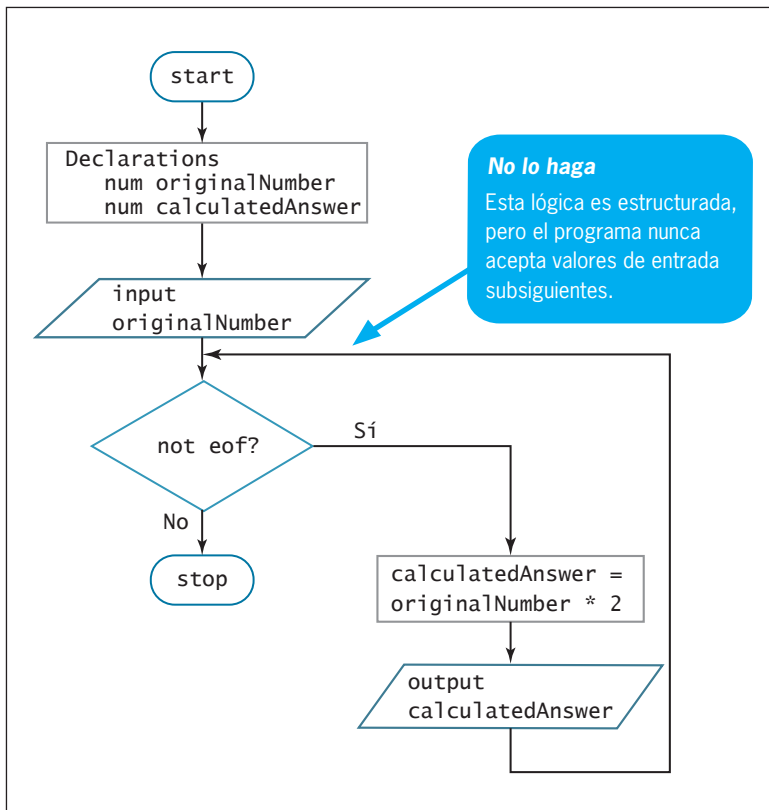 start
Declarations
num originalNumber
num calculatedAnswer
No lo haga
Esta lógica es estructurada,
pero el programa nunca
acepta valores de entrada
subsiguientes.
input
originalNumber
not eof?
Sí
No
stop
calculatedAnswer =
originalNumber * 2
output
calculatedAnswer